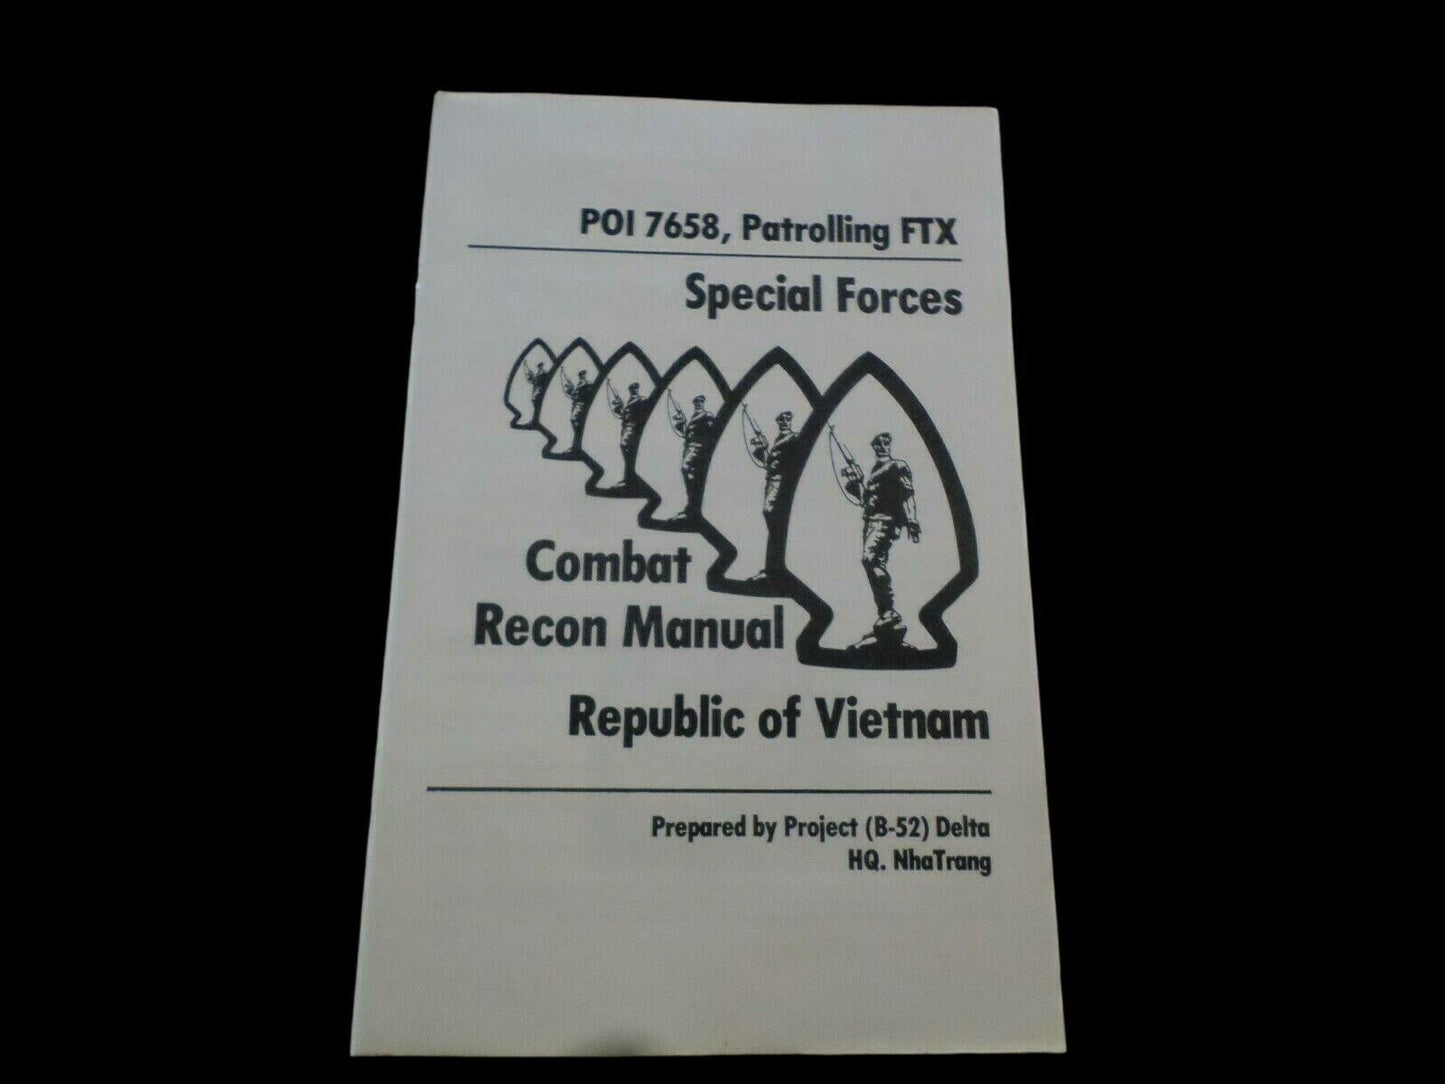 POI 7658, Patrolling FTX
Special Forces
Combat
Recon Manual
Republic of Vietnam
Prepared by Project (B-52) Delta
HQ. NhaTrang